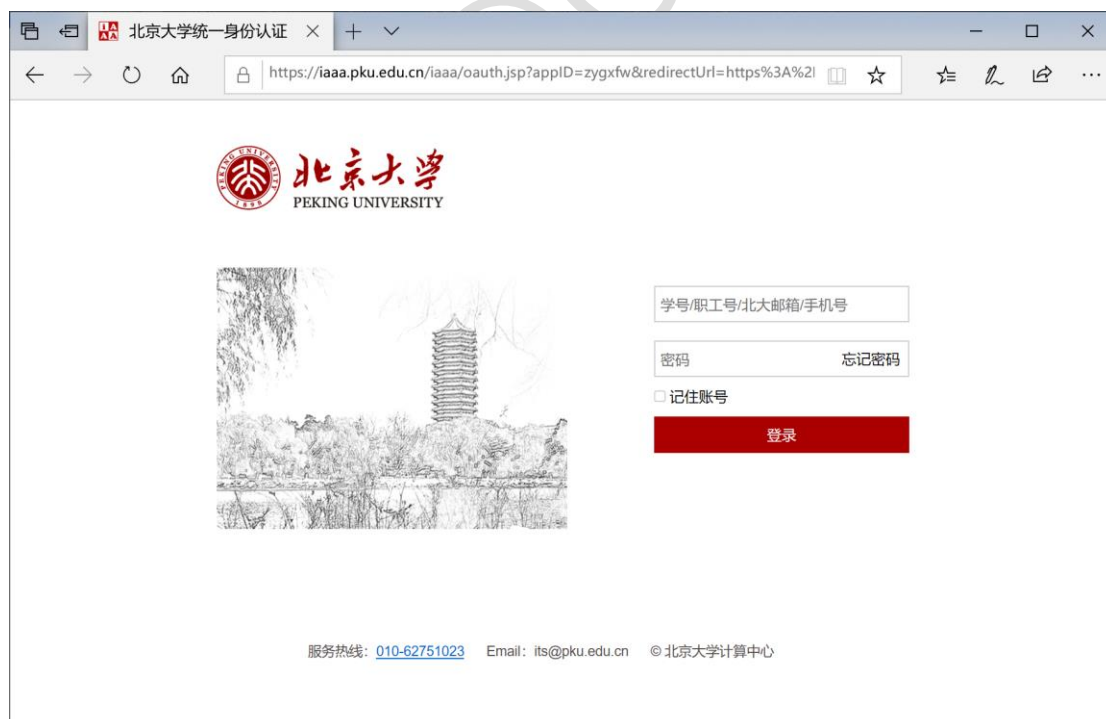 北京大学统一身份认证
https://iaaa.pku.edu.cn/iaaa/oauth.jsp?appID=zygxfw&redirectUrl=https%3A%2
北京大学
PEKING UNIVERSITY
PEKING UNIVERSITY
1898
学号/职工号/北大邮箱/手机号
密码 忘记密码
记住账号
登录
服务热线：010-62751023 Email：its@pku.edu.cn ©北京大学计算中心